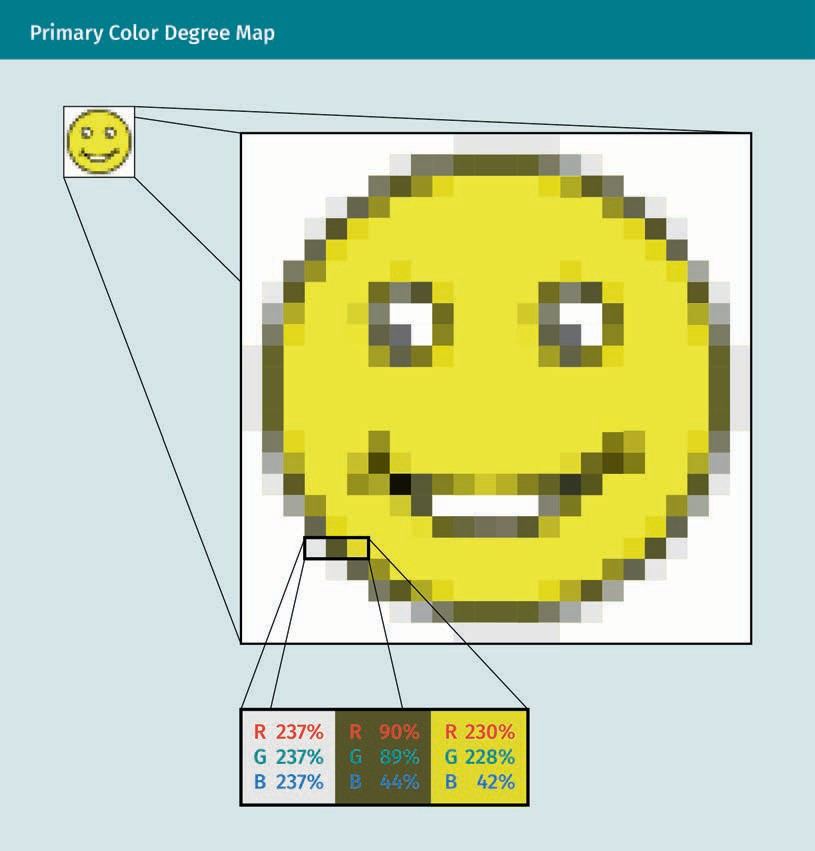 Primary Color Degree Map
R 237% R 90% R 230%
G 237% G 89% G 228%
B 237% B 44% B 42%